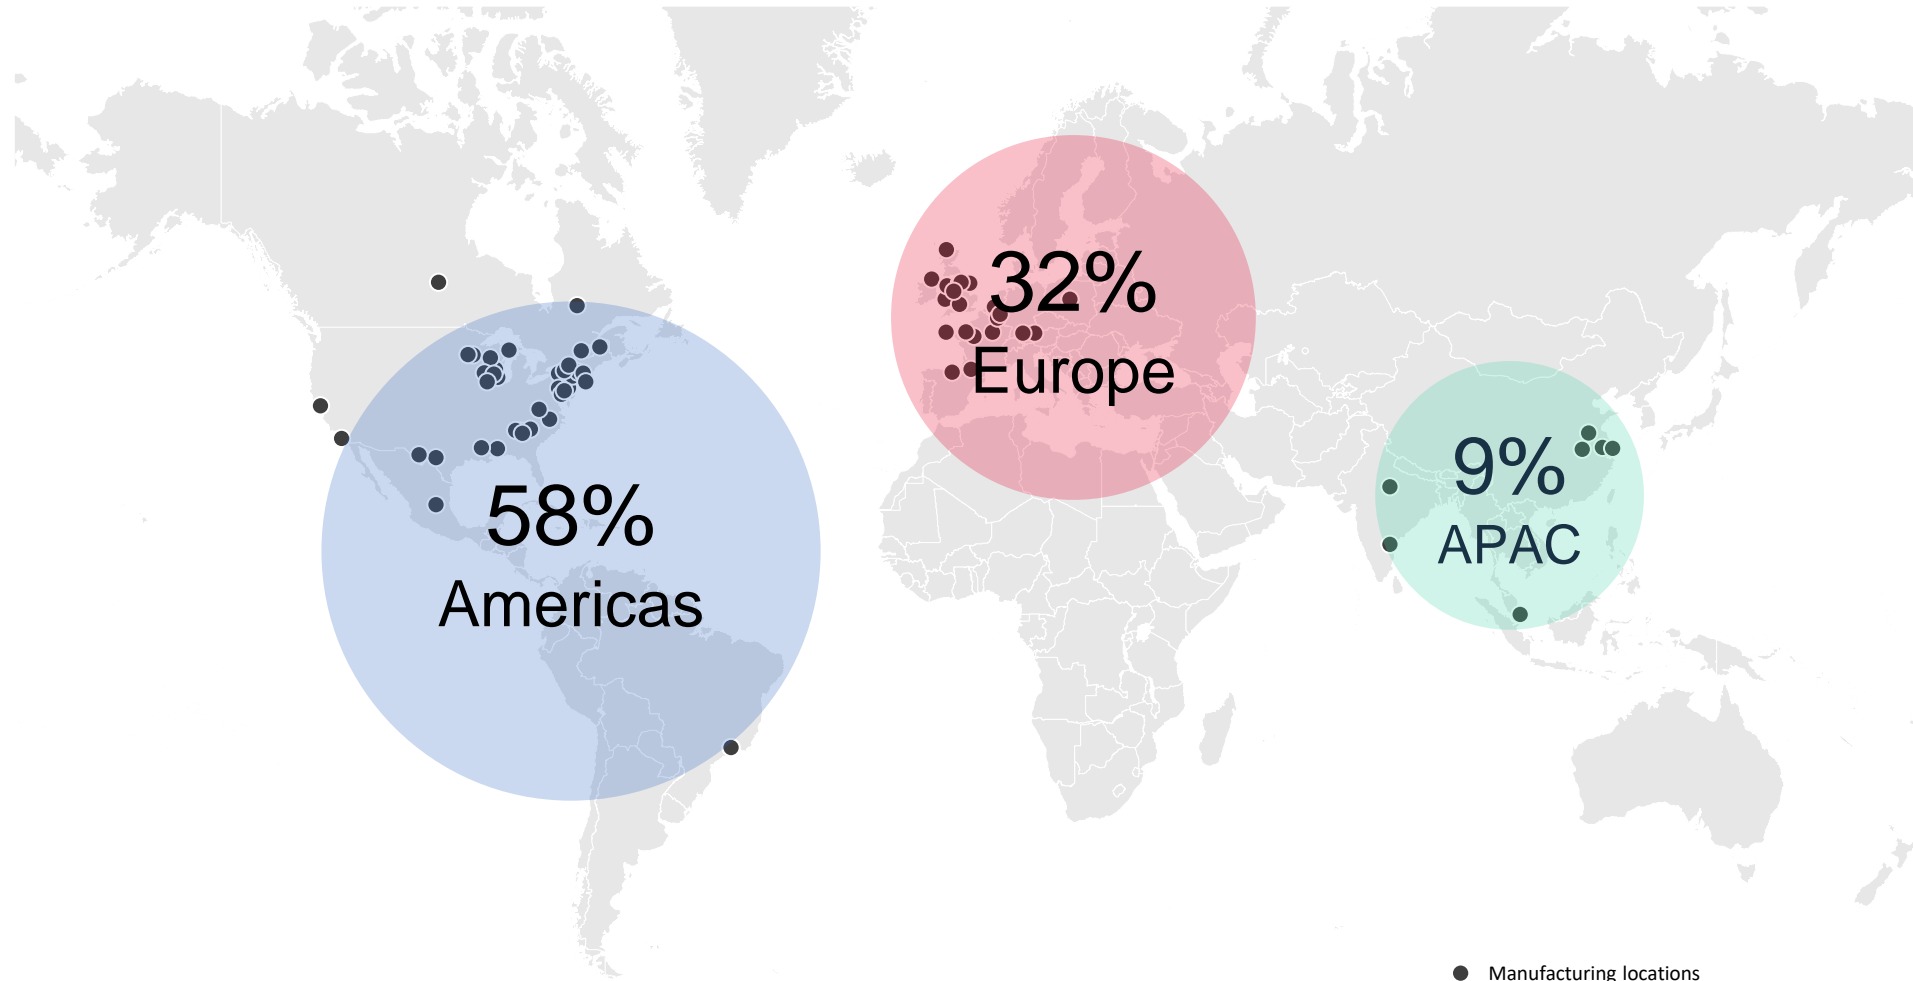 32%
Europe
9%
APAC
58%
Americas
Manufacturing locations